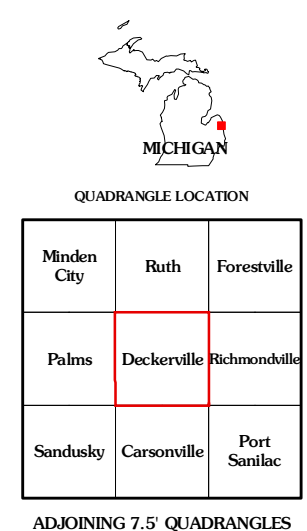 MICHIGAN
QUADRANGLE LOCATION
Minden
City
Ruth
Forestville
Palms
Deckerville
Richmondville
Sandusky
Carsonville
Port
Sanilac
ADJOINING 7.5' QUADRANGLES